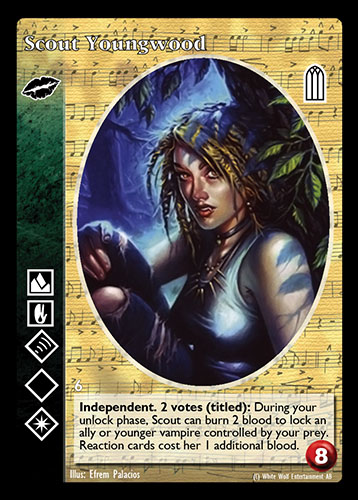 Scout Youngwood
6
Independent. 2 votes (titled): During your
unlock phase, Scout can burn 2 blood to lock an
ally or younger vampire controlled by your prey.
Reaction cards cost her 1 additional blood.
8
Illus: Efrem Palacios
(C) White Wolf Entertainment AB